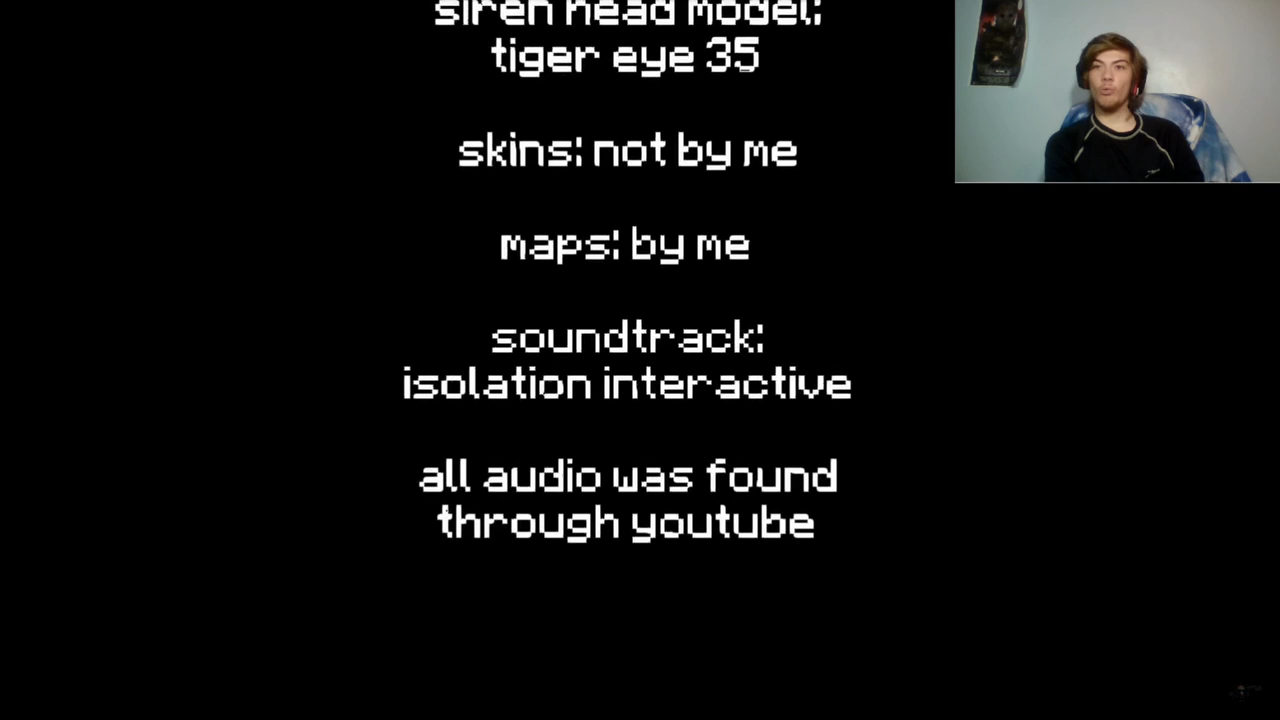 siren head model:
tiger eye 35
skins: not by me
maps: by me
soundtrack:
isolation interactive
all audio was found
through youtube